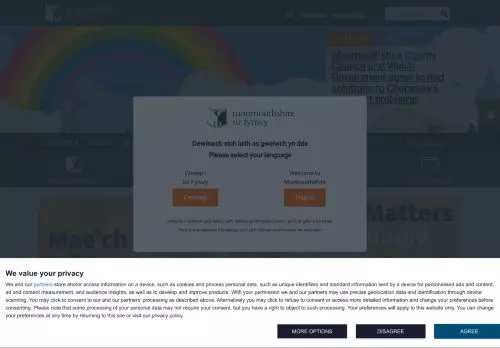 Monmouthshire County
Council and Welsh
Government agree to find
solutions to Chepstow's
monmouthshire
sir fynwy
Dewiswch eich iaith os gwelwch yn dda
Please select your language
Croeso i
Sir Fynwy
Welcome to
Monmouthshire
Cymraeg
English
Mae'ch
Matters
We value your privacy
We and our partners store and/or access information on a device, such as cookies and process personal data, such as unique identifiers and standard information sent by a device for personalised ads and content,
ad and content measurement, and audience insights, as well as to develop and improve products. With your permission we and our partners may use precise geolocation data and identification through device
scanning. You may click to consent to our and our partners' processing as described above. Alternatively you may click to refuse to consent or access more detailed information and change your preferences before
consenting. Please note that some processing of your personal data may not require your consent, but you have a right to object to such processing. Your preferences will apply to this website only. You can change
your preferences at any time by returning to this site or visit our privacy policy.
MORE OPTIONS
DISAGREE
AGREE